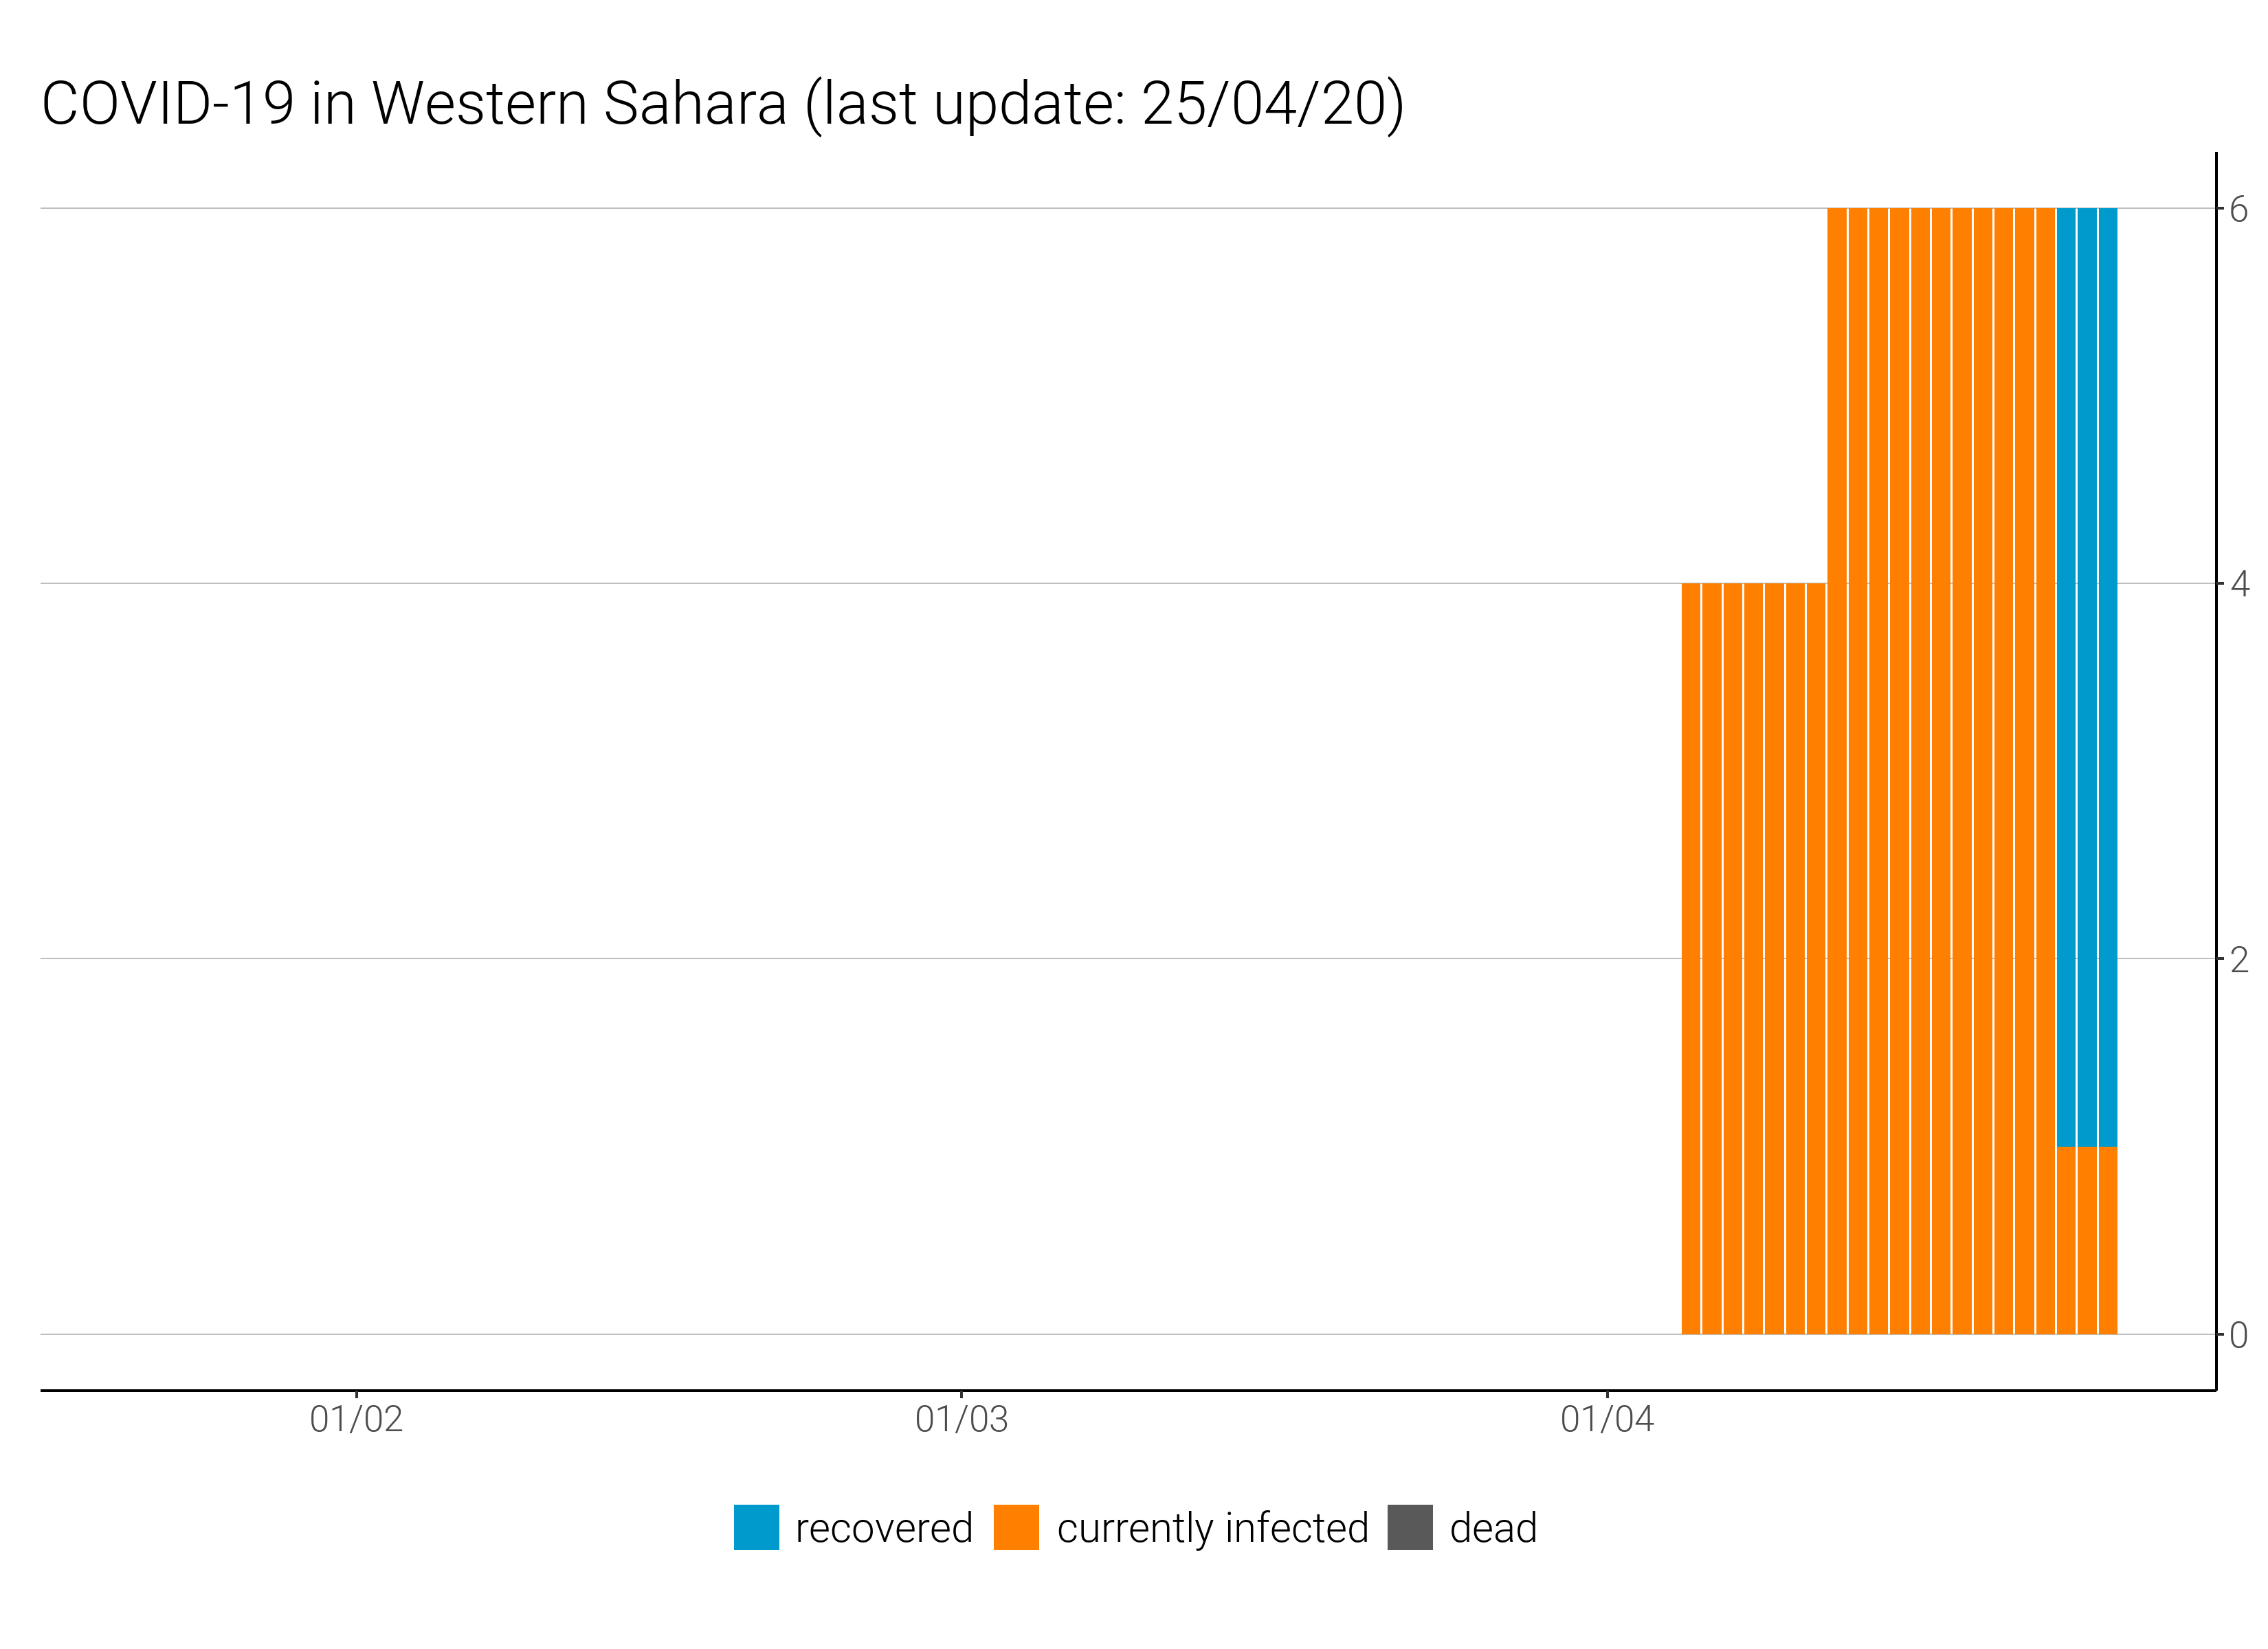 COVID-19 in Western Sahara (last update: 25/04/20)
6
4
2
0
01/02 01/03 01/04
recovered currently infected dead